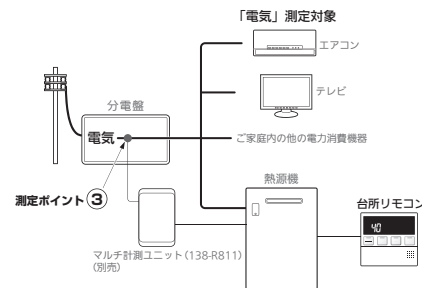 「電気」測定対象
エアコン
テレビ
分電盤
電気
ご家庭内の他の電力消費機器
測定ポイント③
熱源機
台所リモコン
40
マルチ計測ユニット(138-R811)
(別売)